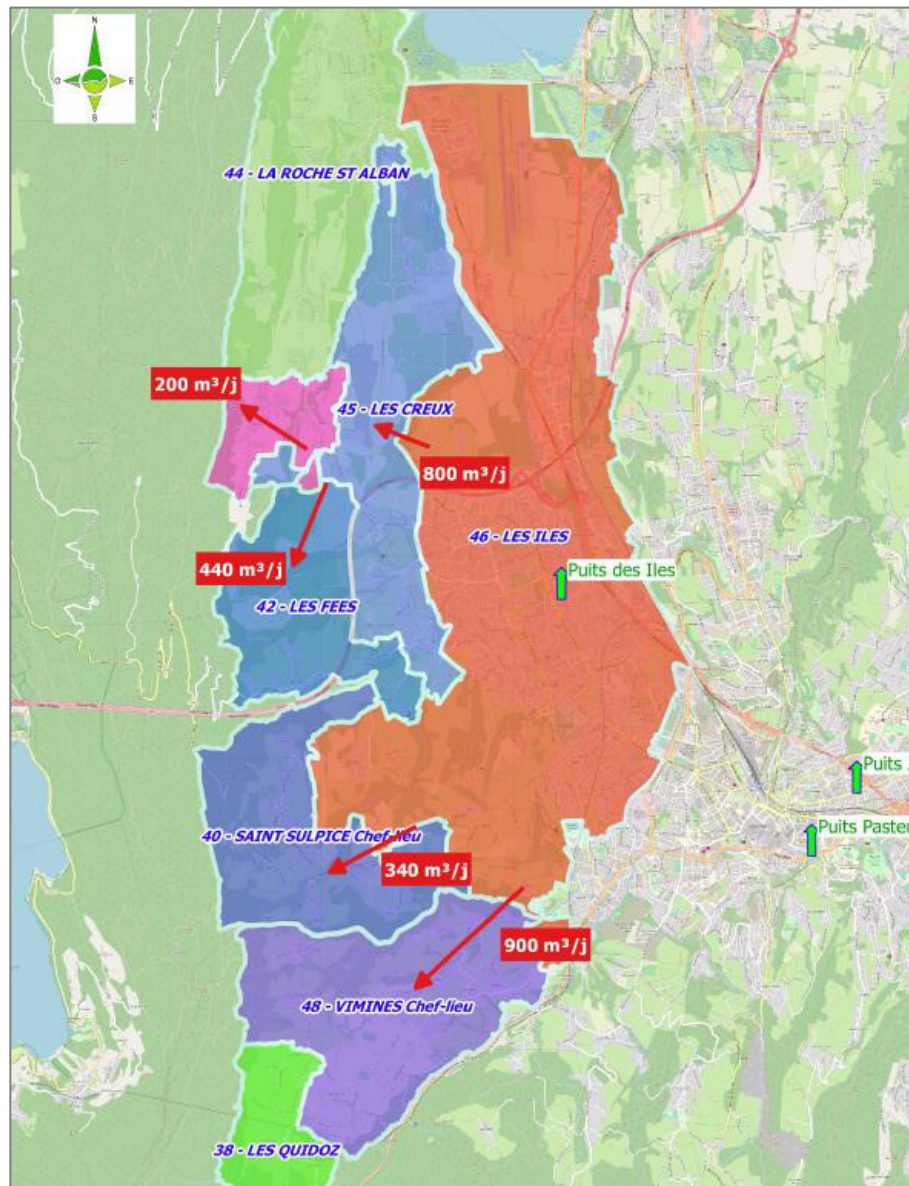 N
O
E
S
44 - LA ROCHE ST ALBAN
200 m³/j
45 - LES CREUX
800 m³/j
46 - LES ILES
Puits des Iles
440 m³/j
42 - LES FEES
Puits
40 - SAINT SULPICE Chef-lieu
Puits Pasteu
340 m³/j
900 m³/j
48 - VIMINES Chef-lieu
38 - LES QUIDOZ